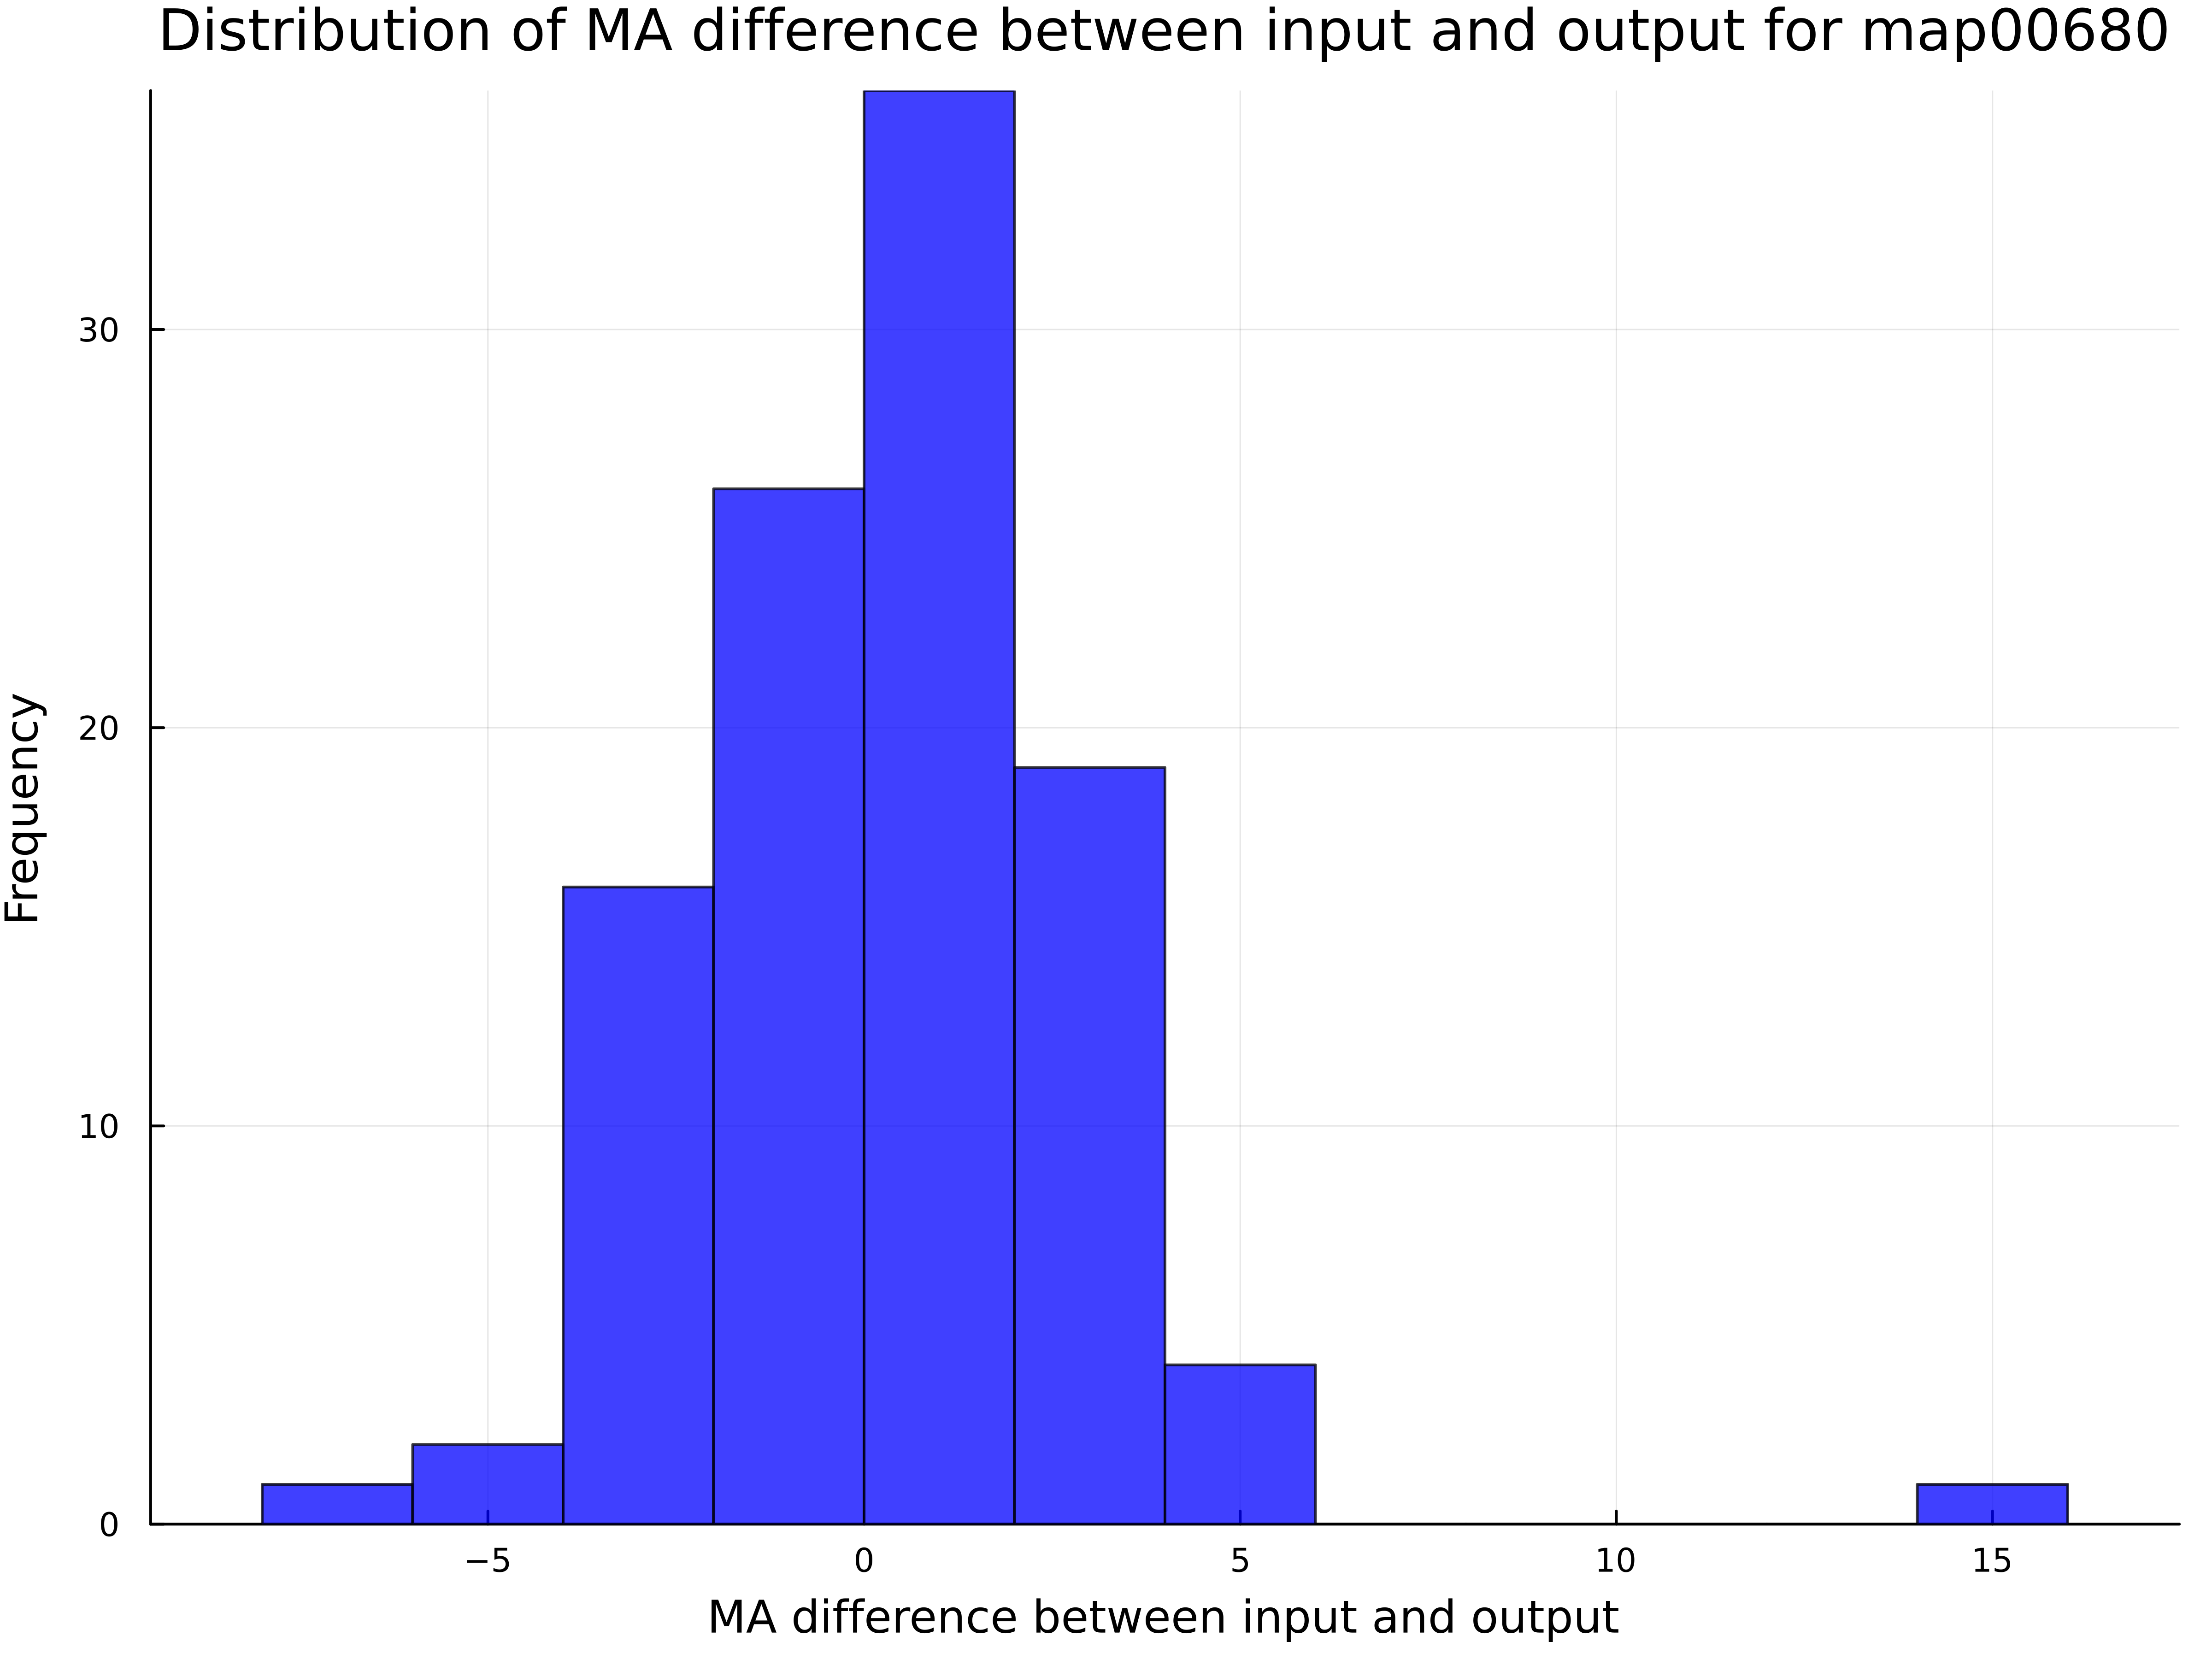 Distribution of MA difference between input and output for map00680
30
20
10
0
Frequency
−5 0 5 10 15
MA difference between input and output